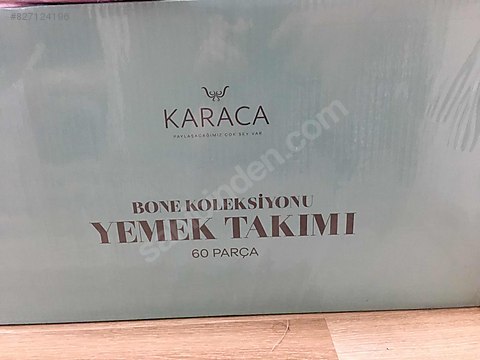 #827124196
KARACA
PAYLAŞACAĞIMIZ ÇOK ŞEY VAR
sahibinden.com
BONE KOLEKSİYONU
YEMEK TAKIMI
60 PARÇA